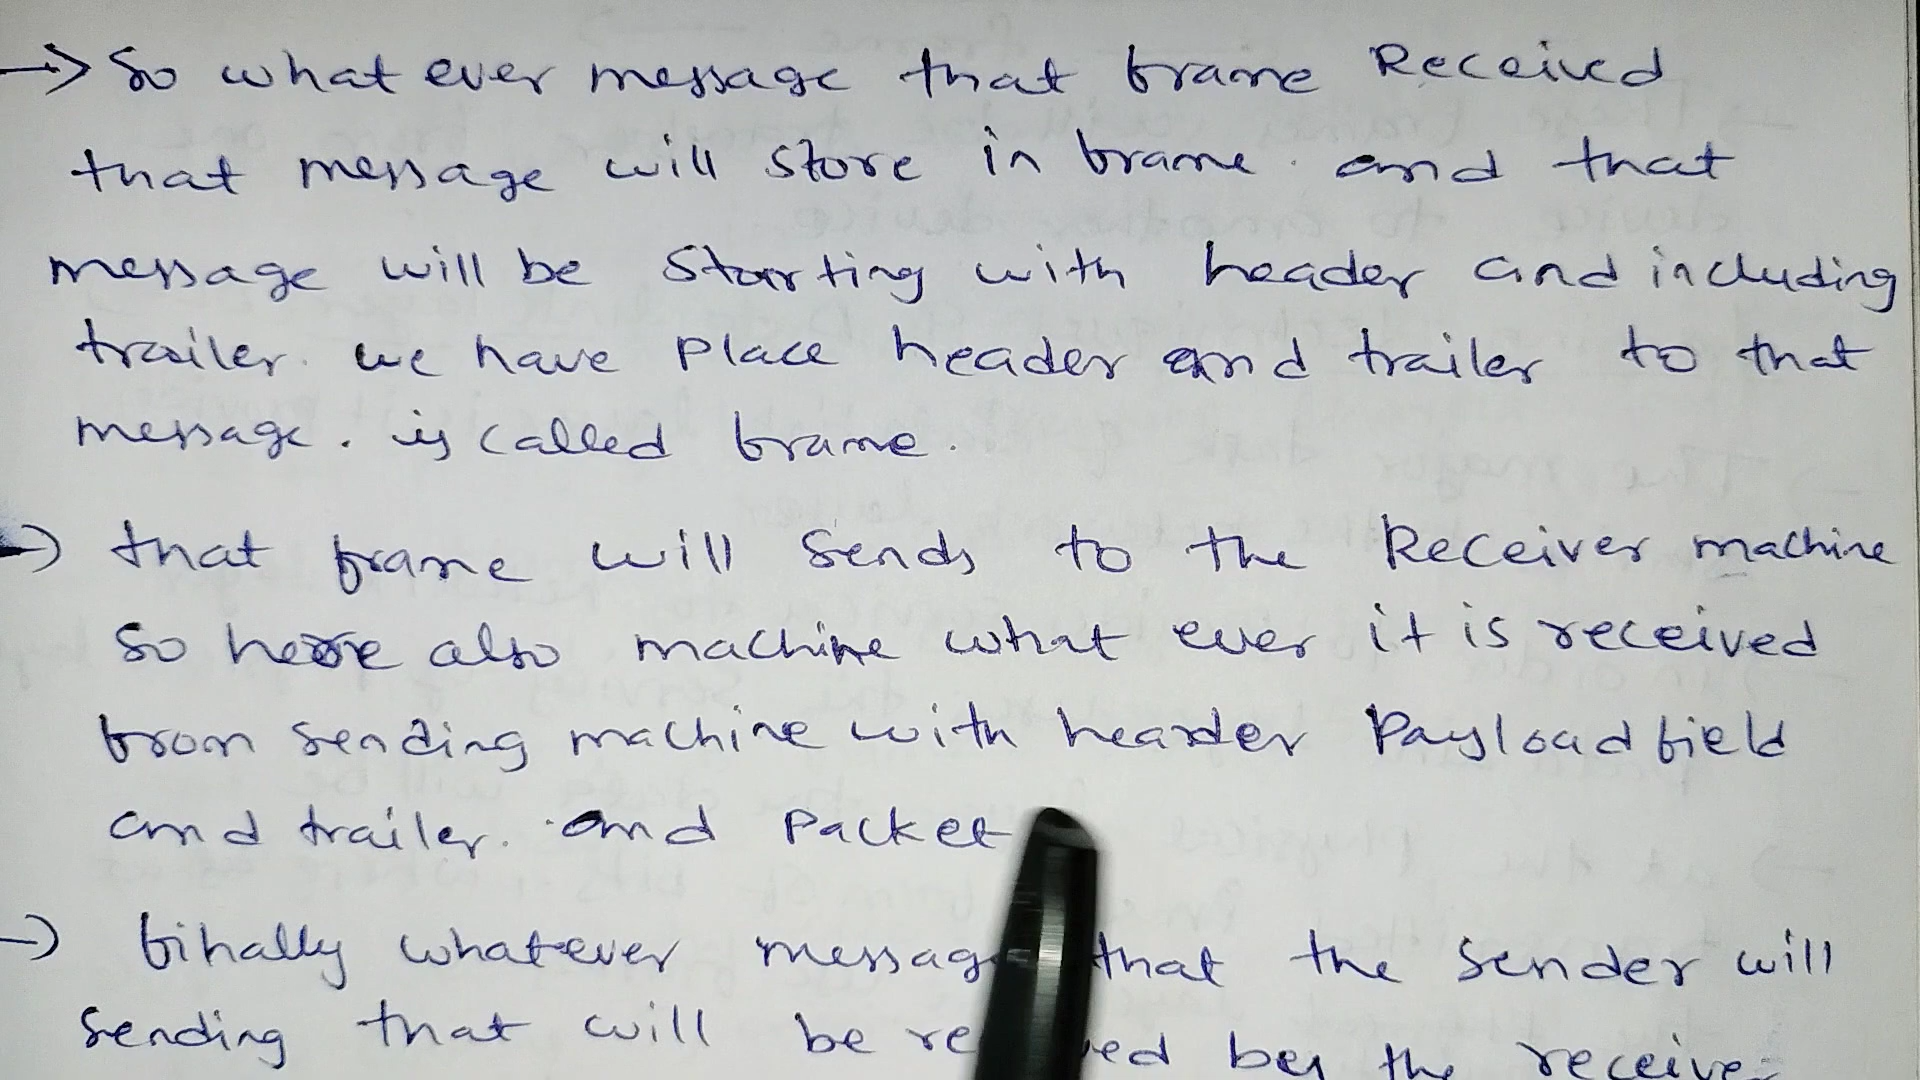 → So what ever message that frame Received
that message will store in frame. and that
message will be starting with header and including
trailer. we have place header and trailer to that
message. is called frame.
→ that frame will sends to the Receiver machine
so here also machine what ever it is received
from sending machine with header Payload field
and trailer. and Packet
→ finally whatever message that the sender will
sending that will be by the